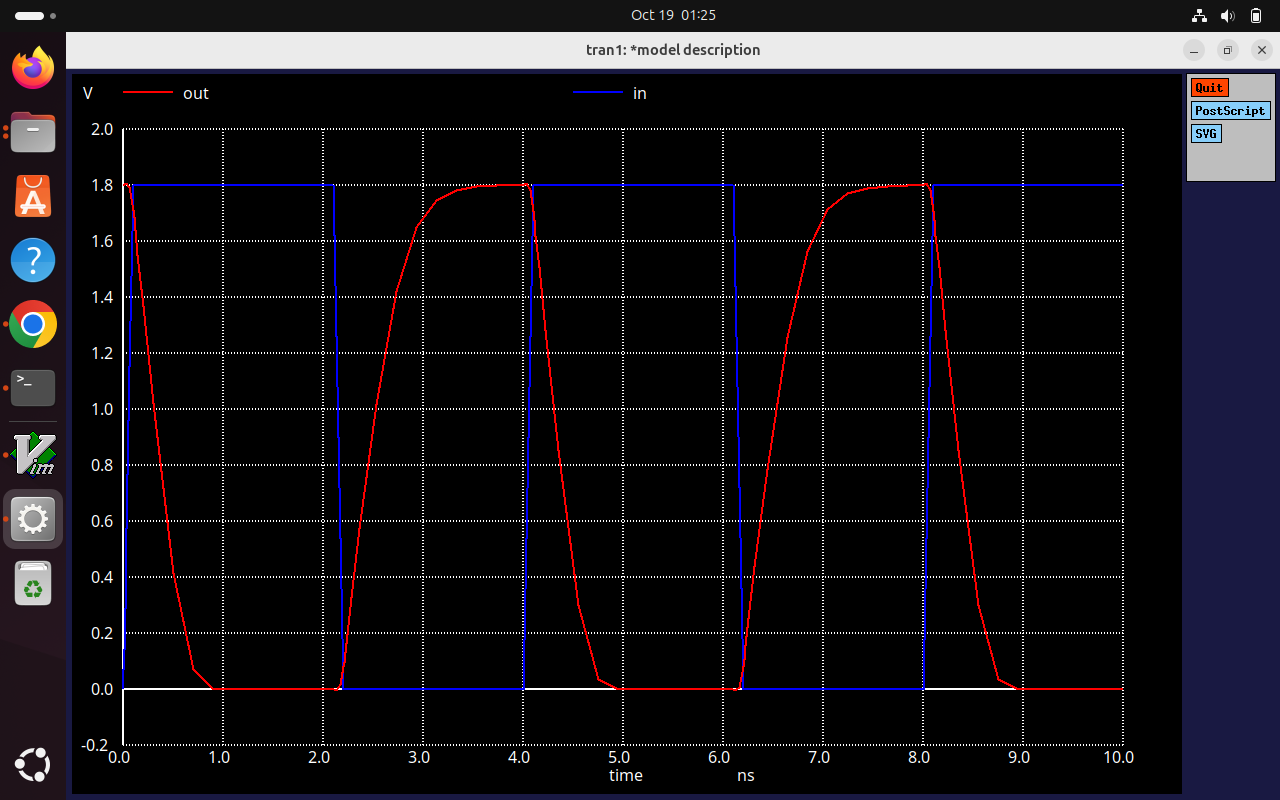 Oct 19 01:25
tran1: *model description
V out in
Quit
PostScript
SVG
2.0
1.8
1.6
1.4
1.2
1.0
0.8
0.6
0.4
0.2
0.0
-0.2
0.0 1.0 2.0 3.0 4.0 5.0 6.0 7.0 8.0 9.0 10.0
time ns
A
?
>_
Vim